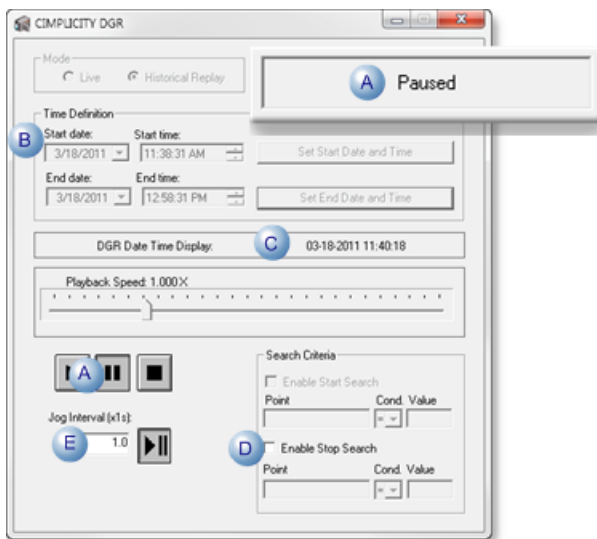 CIMPLICITY DGR
Mode
Live Historical Replay
A Paused
Time Definition
B
Start date: Start time:
3/18/2011 11:38:31 AM Set Start Date and Time
End date: End time:
3/18/2011 12:58:31 PM Set End Date and Time
DGR Date Time Display: C 03-18-2011 11:40:18
Playback Speed: 1.000X
A
Search Criteria
Enable Start Search
Point Cond. Value
=
Jog Interval (x1s):
E 1.0
D Enable Stop Search
Point Cond. Value
=